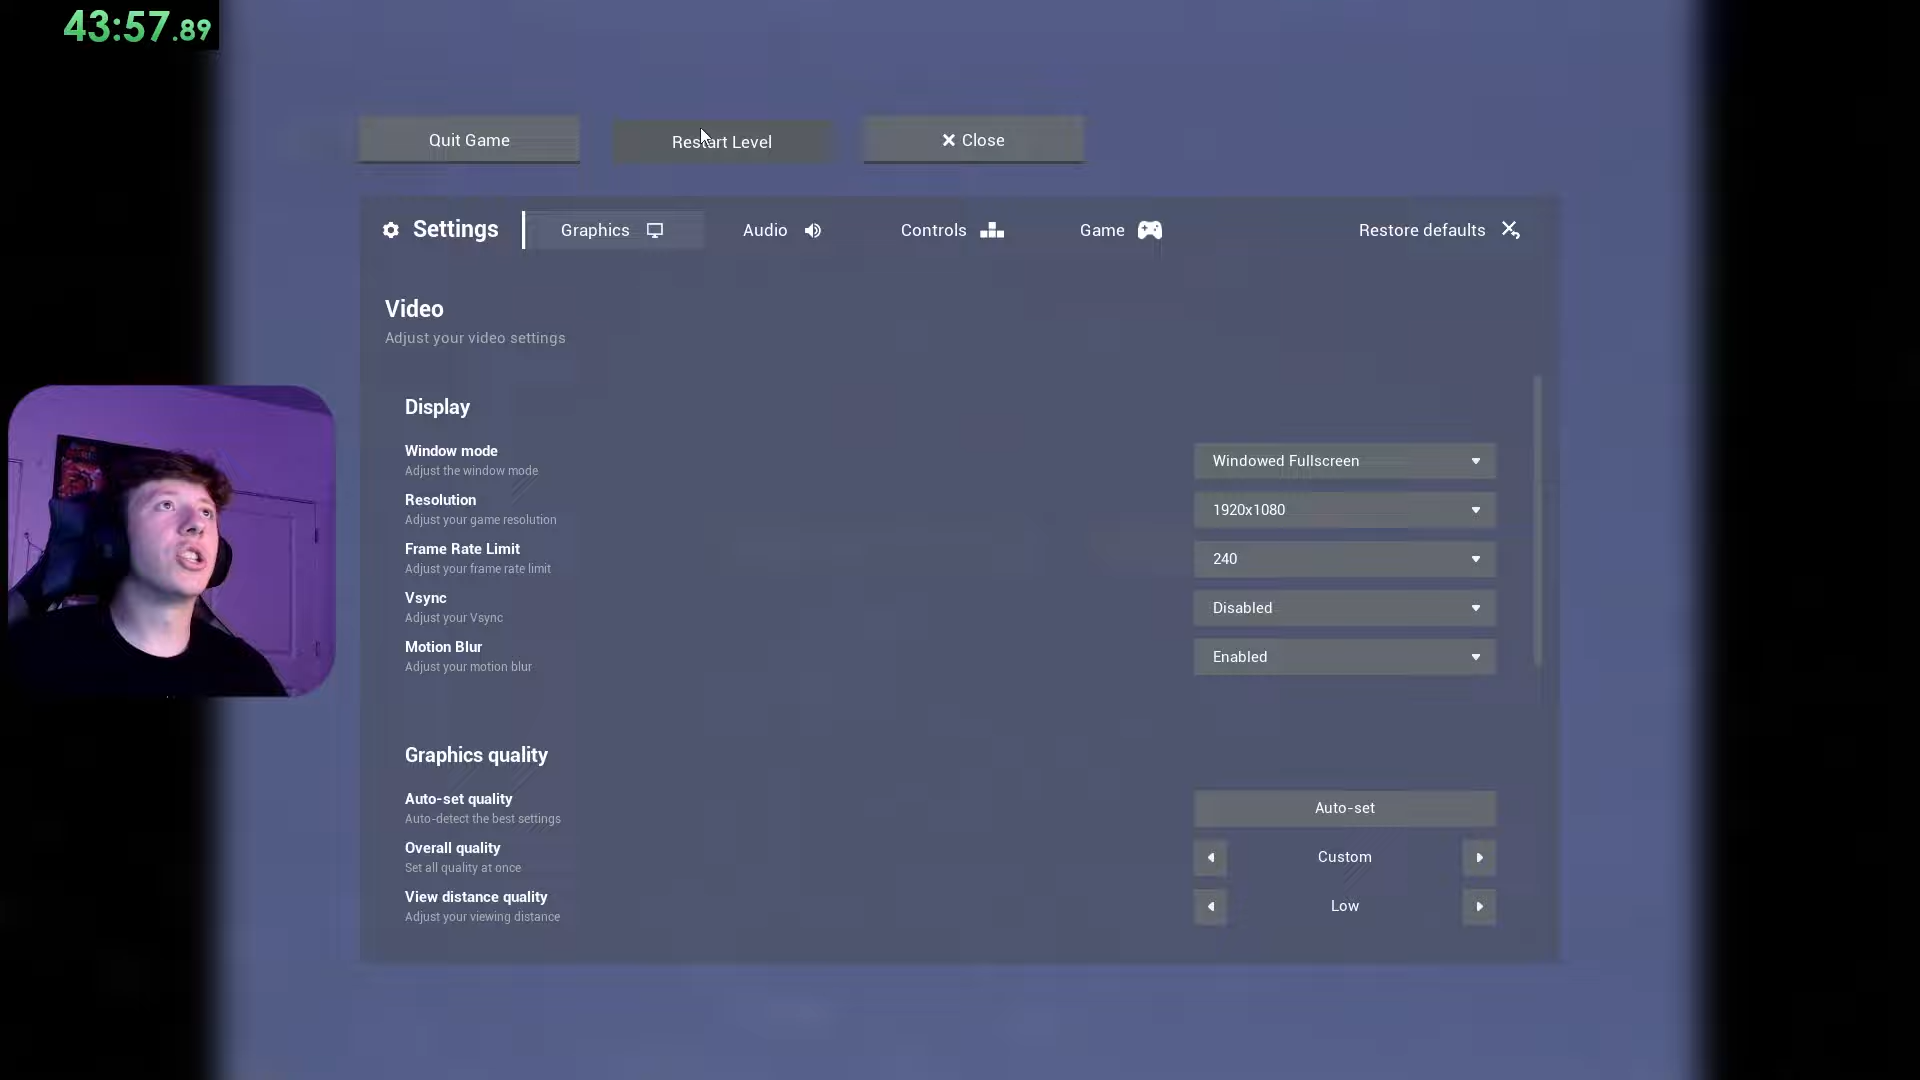 43:57.89
Quit Game
Restart Level
Close
Settings
Graphics
Audio
Controls
Game
Restore defaults
Video
Adjust your video settings
Display
Window mode
Adjust the window mode
Windowed Fullscreen
Resolution
Adjust your game resolution
1920x1080
Frame Rate Limit
Adjust your frame rate limit
240
Vsync
Adjust your Vsync
Disabled
Motion Blur
Adjust your motion blur
Enabled
Graphics quality
Auto-set quality
Auto-detect the best settings
Auto-set
Overall quality
Set all quality at once
Custom
View distance quality
Adjust your viewing distance
Low